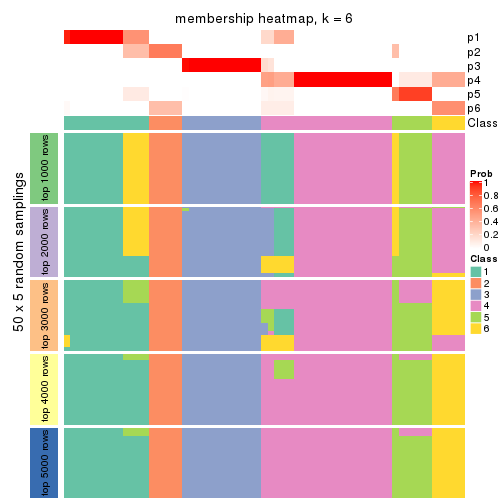 membership heatmap, k = 6
p1
p2
p3
p4
p5
p6
Class
50 x 5 random samplings
top 1000 rows
top 2000 rows
top 3000 rows
top 4000 rows
top 5000 rows
Prob
1
0.8
0.6
0.4
0.2
0
Class
1
2
3
4
5
6